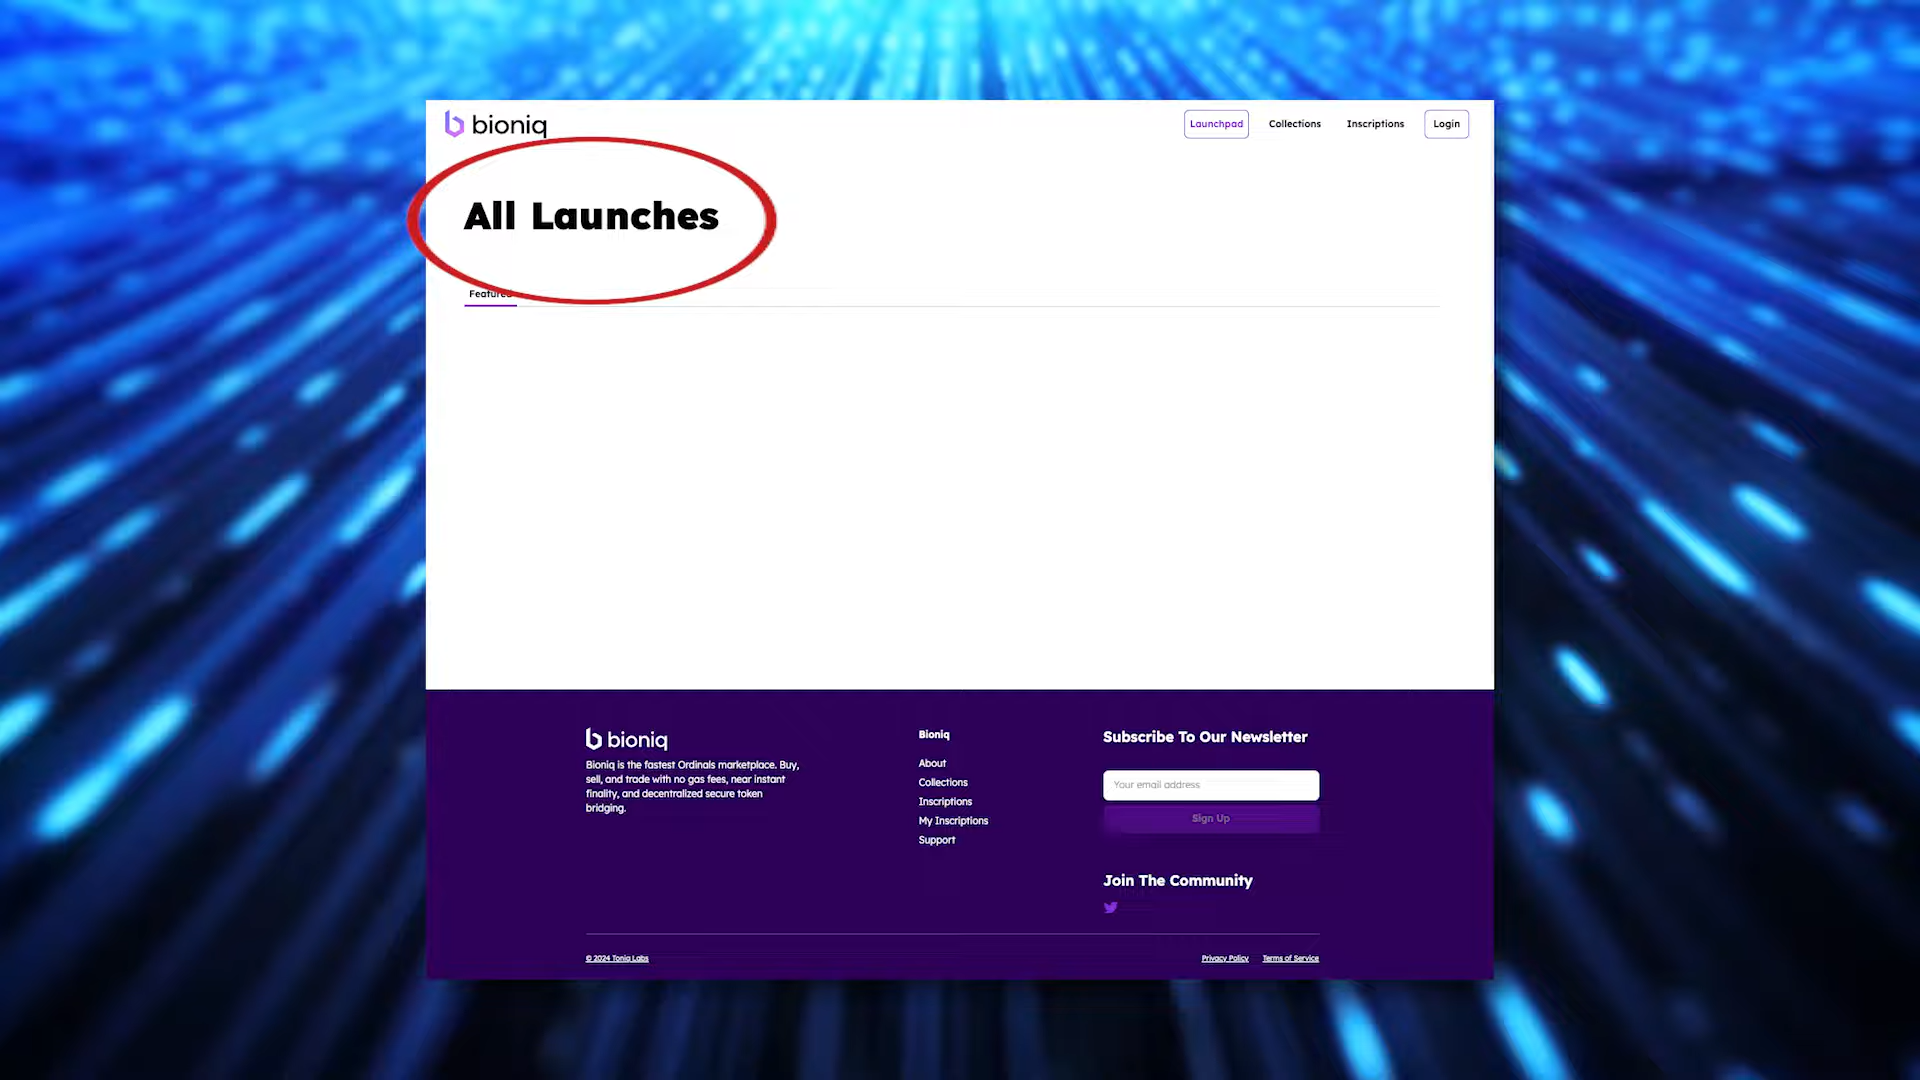 bioniq
Launchpad Collections Inscriptions Login
All Launches
Featured
bioniq
Bioniq is the fastest Ordinals marketplace. Buy,
sell, and trade with no gas fees, near instant
finality, and decentralized secure token
bridging.
Bioniq
About
Collections
Inscriptions
My Inscriptions
Support
Subscribe To Our Newsletter
Your email address
Sign Up
Join The Community
© 2024 Toniq Labs
Privacy Policy Terms of Service